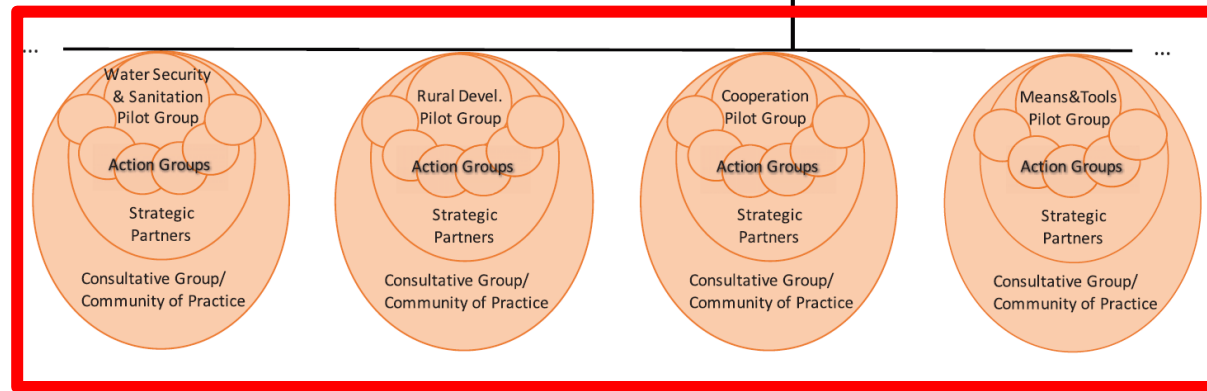 ...
...
Water Security
& Sanitation
Pilot Group
Action Groups
Strategic
Partners
Consultative Group/
Community of Practice
Rural Devel.
Pilot Group
Action Groups
Strategic
Partners
Consultative Group/
Community of Practice
Cooperation
Pilot Group
Action Groups
Strategic
Partners
Consultative Group/
Community of Practice
Means&Tools
Pilot Group
Action Groups
Strategic
Partners
Consultative Group/
Community of Practice